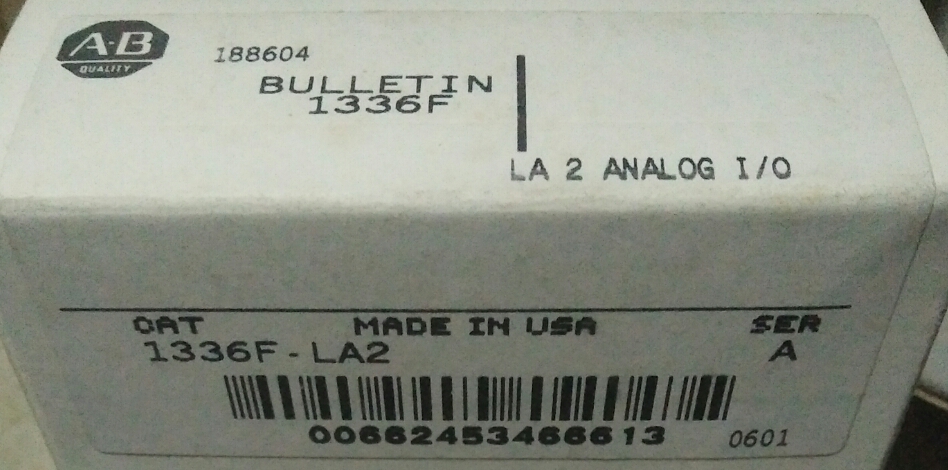 A-B
QUALITY
188604
BULLETIN
1336F
LA 2 ANALOG I/O
CAT MADE IN USA SER
1336F-LA2 A
00662453466613 0601